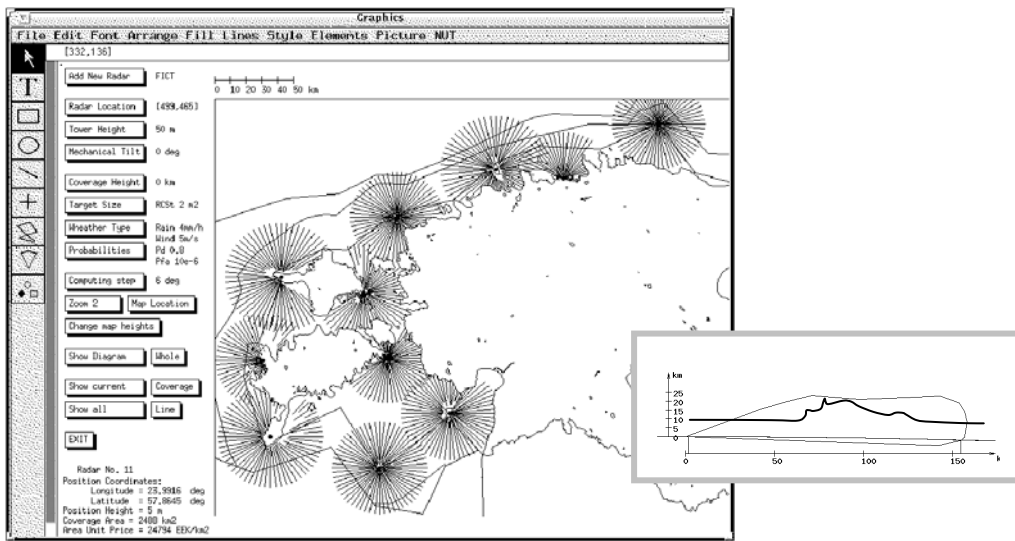 Graphics
File Edit Font Arrange Fill Lines Style Elements Picture NUT
[332,136]
T
Add New Radar FICT
0 10 20 30 40 50 km
Radar Location [499,465]
Tower Height 50 m
Mechanical Tilt 0 deg
Coverage Height 0 km
Target Size RCSt 2 m2
Wheather Type Rain 4mm/h
Wind 5m/s
Probabilities Pd 0.8
Pfa 10e-6
Computing step 6 deg
Zoom 2 Map Location
Change map heights
Show Diagram Whole
Show current Coverage
Show all Line
EXIT
Radar No. 11
Position Coordinates:
Longitude = 23.9916 deg
Latitude = 57.8645 deg
Position Height = 5 m
Coverage Area = 2488 km2
Area Unit Price = 24794 EEK/km2
km
25
20
15
10
5
0
0 50 100 150 k